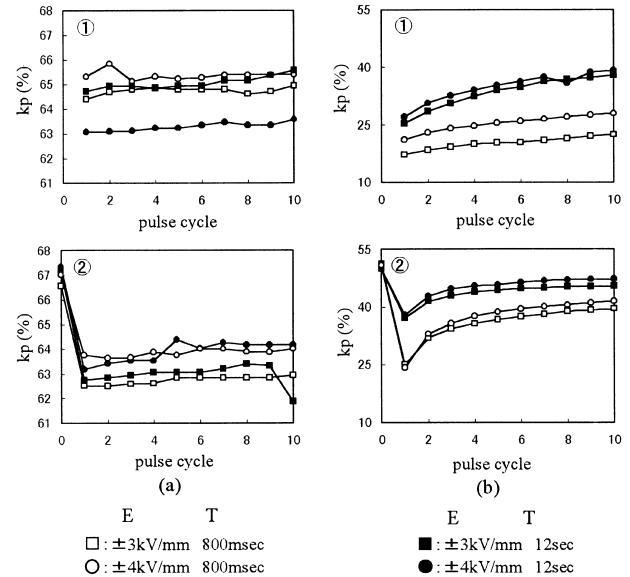 ①
68
67
66
65
64
63
62
61
kp (%)
0 2 4 6 8 10
pulse cycle
①
55
40
25
10
kp (%)
0 2 4 6 8 10
pulse cycle
②
68
67
66
65
64
63
62
61
kp (%)
0 2 4 6 8 10
pulse cycle
(a)
②
55
40
25
10
kp (%)
0 2 4 6 8 10
pulse cycle
(b)
E T
□ : ±3kV/mm 800msec
○ : ±4kV/mm 800msec
E T
■ : ±3kV/mm 12sec
● : ±4kV/mm 12sec